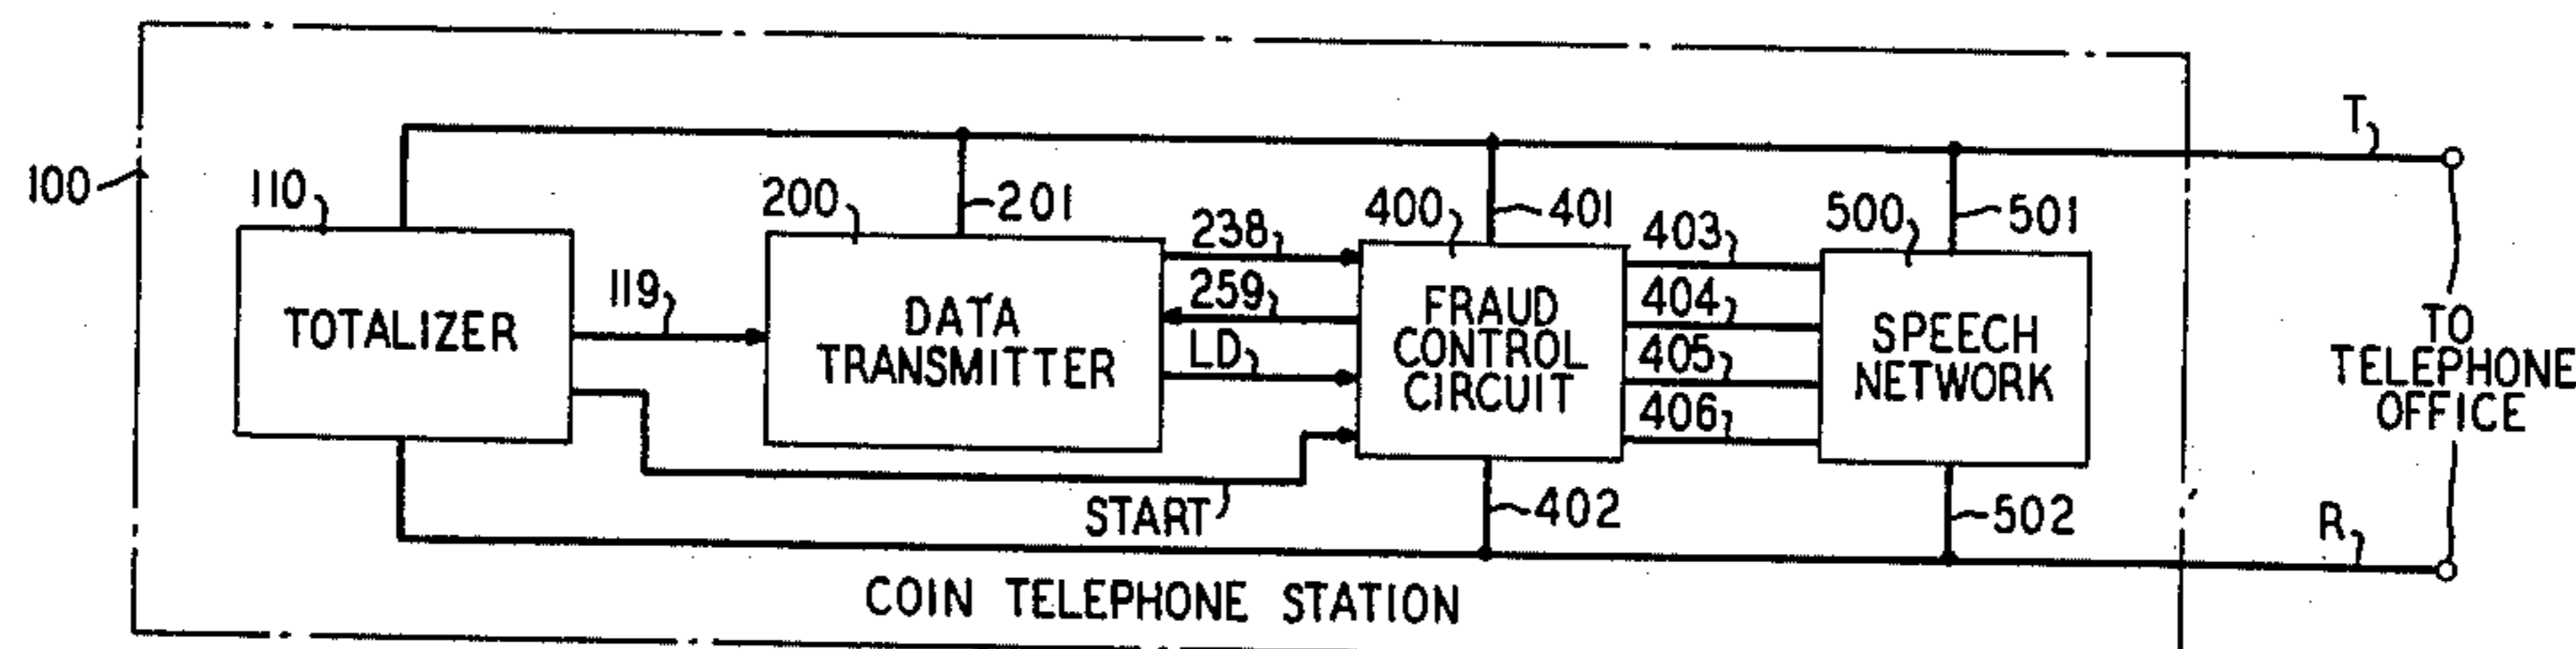 T
100
110
200
201
400
401
500
501
238
403
119
259
404
TOTALIZER
DATA
TRANSMITTER
LD
FRAUD
CONTROL
CIRCUIT
405
SPEECH
NETWORK
TO
TELEPHONE
OFFICE
406
START
402
502
R
COIN TELEPHONE STATION